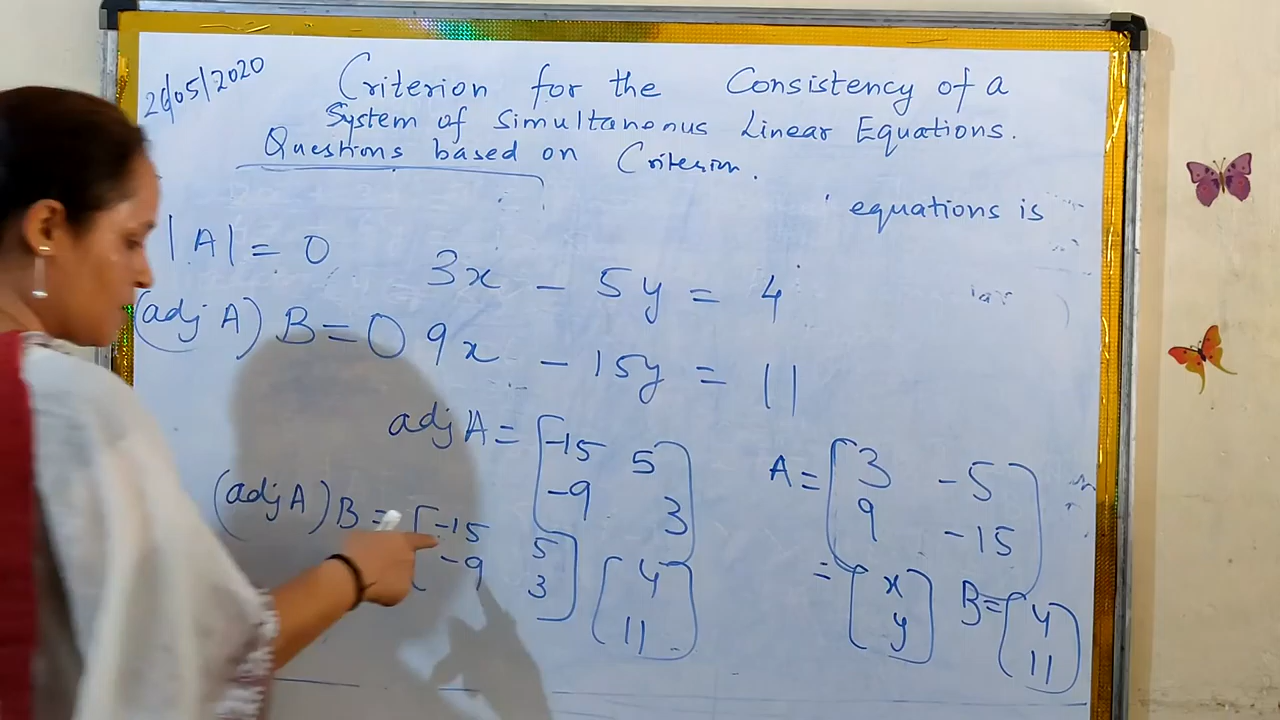 26/05/2020
Criterion for the Consistency of a
System of Simultanenus Linear Equations.
Questions based on Criterion.
equations is
|A| = 0
3x - 5y = 4
(adj A) B = 0
9x - 15y = 11
adj A = [-15 5
-9 3]
A = [3 -5
9 -15]
(adj A) B = [-15 5
-9 3] [4
11]
= [x
y]
B = [4
11]